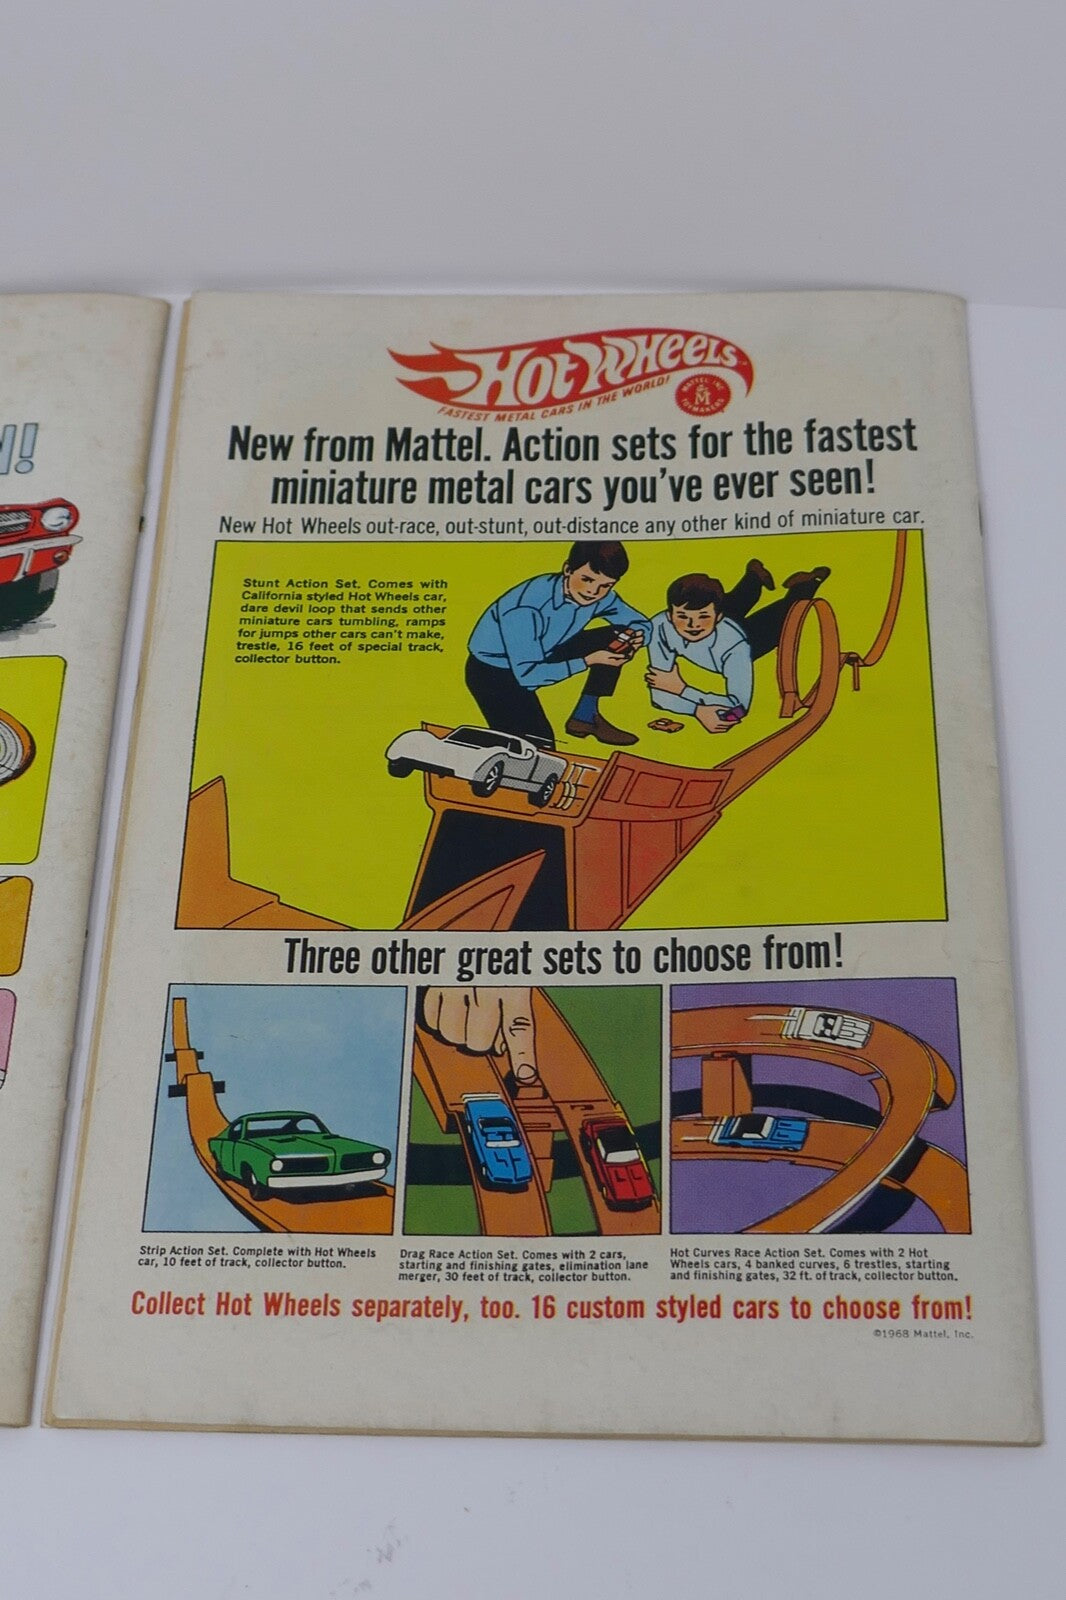 N!
Hot Wheels
FASTEST METAL CARS IN THE WORLD!
MATTEL INC
M
TOYMAKERS
New from Mattel. Action sets for the fastest
miniature metal cars you've ever seen!
New Hot Wheels out-race, out-stunt, out-distance any other kind of miniature car.
Stunt Action Set. Comes with
California styled Hot Wheels car,
dare devil loop that sends other
miniature cars tumbling, ramps
for jumps other cars can't make,
trestle, 16 feet of special track,
collector button.
Three other great sets to choose from!
Strip Action Set. Complete with Hot Wheels
car, 10 feet of track, collector button.
Drag Race Action Set. Comes with 2 cars,
starting and finishing gates, elimination lane
merger, 30 feet of track, collector button.
Hot Curves Race Action Set. Comes with 2 Hot
Wheels cars, 4 banked curves, 6 trestles, starting
and finishing gates, 32 ft. of track, collector button.
Collect Hot Wheels separately, too. 16 custom styled cars to choose from!
©1968 Mattel, Inc.